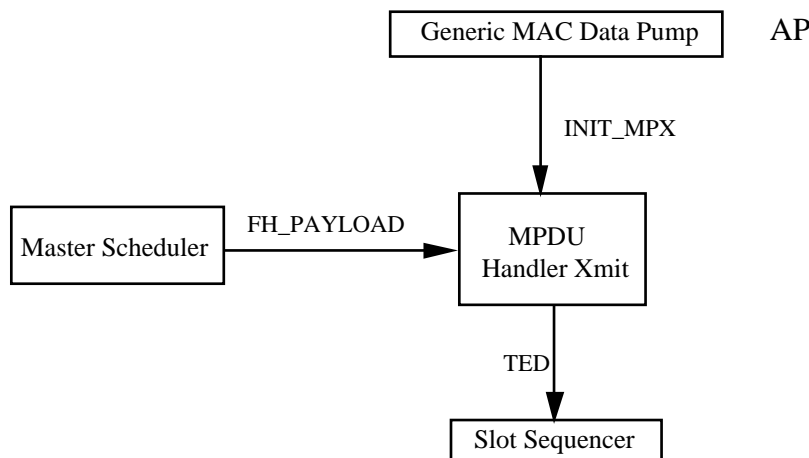 Generic MAC Data Pump
AP
INIT_MPX
FH_PAYLOAD
Master Scheduler
MPDU
Handler Xmit
TED
Slot Sequencer